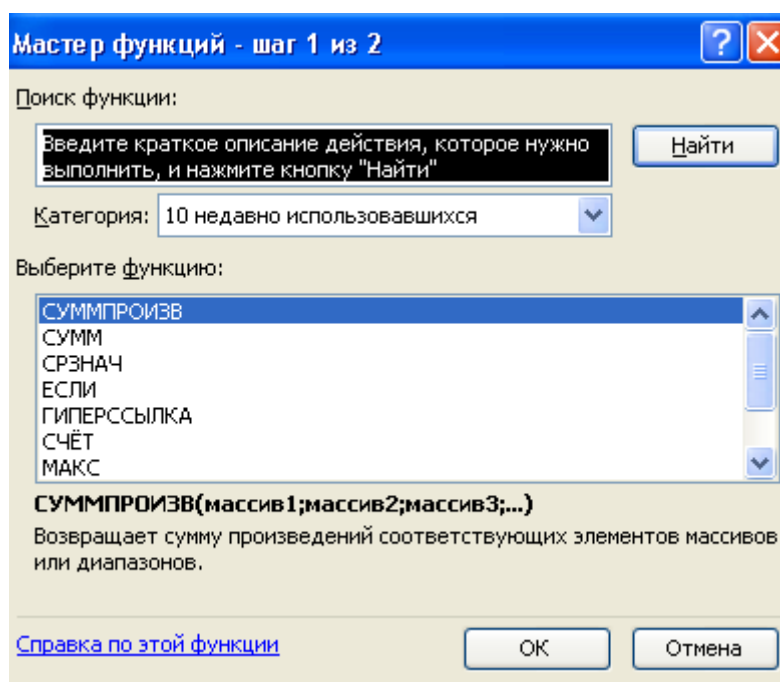 Мастер функций - шаг 1 из 2
Поиск функции:
Введите краткое описание действия, которое нужно
выполнить, и нажмите кнопку "Найти"
Найти
Категория: 10 недавно использовавшихся
Выберите функцию:
СУММПРОИЗВ
СУММ
СРЗНАЧ
ЕСЛИ
ГИПЕРССЫЛКА
СЧЁТ
МАКС
СУММПРОИЗВ(массив1;массив2;массив3;...)
Возвращает сумму произведений соответствующих элементов массивов
или диапазонов.
Справка по этой функции
ОК
Отмена